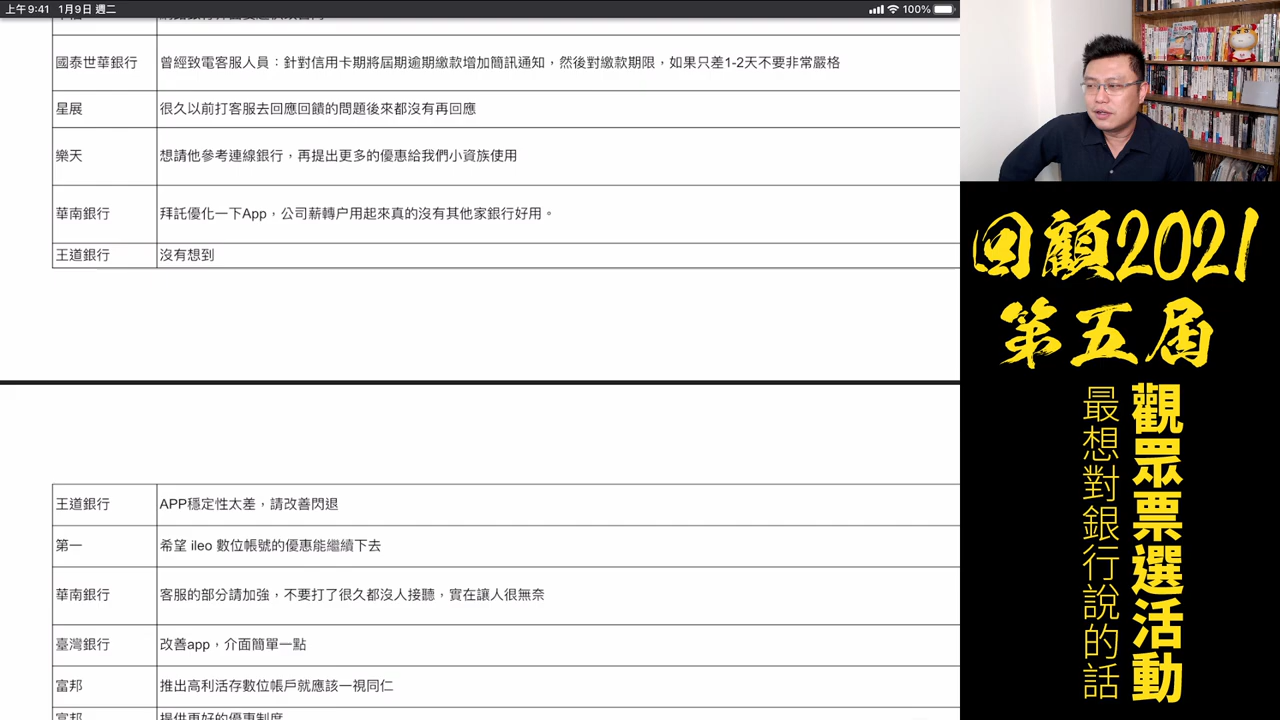 上午9:41 1月9日 週二
100%
國泰世華銀行 曾經致電客服人員：針對信用卡期將屆期逾期繳款增加簡訊通知，然後對繳款期限，如果只差1-2天不要非常嚴格
星展 很久以前打客服去回應回饋的問題後來都沒有再回應
樂天 想請他參考連線銀行，再提出更多的優惠給我們小資族使用
華南銀行 拜託優化一下App，公司薪轉户用起來真的沒有其他家銀行好用。
王道銀行 沒有想到
王道銀行 APP穩定性太差，請改善閃退
第一 希望 ileo 數位帳號的優惠能繼續下去
華南銀行 客服的部分請加強，不要打了很久都沒人接聽，實在讓人很無奈
臺灣銀行 改善app，介面簡單一點
富邦 推出高利活存數位帳戶就應該一視同仁
富邦 提供更好的優惠制度
回顧2021
第五屆
觀眾票選活動
最想對銀行說的話